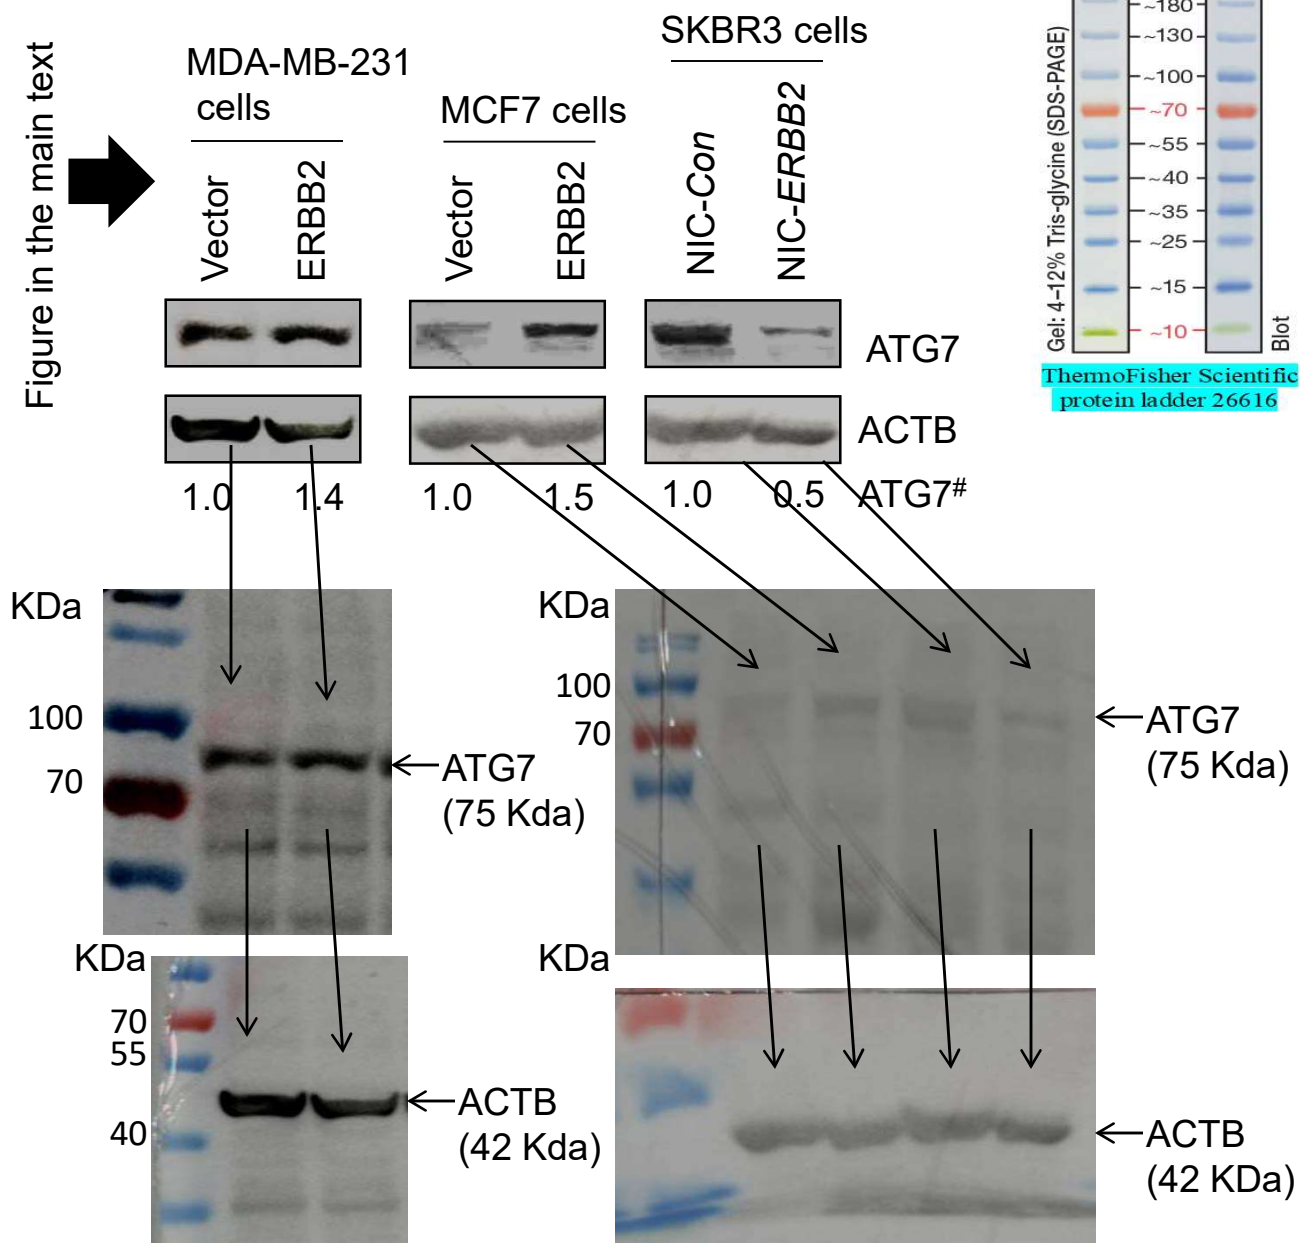 Figure in the main text
MDA-MB-231
cells
MCF7 cells
SKBR3 cells
Vector
ERBB2
Vector
ERBB2
NIC-Con
NIC-ERBB2
ATG7
ACTB
1.0
1.4
1.0
1.5
1.0
0.5
ATG7#
Gel: 4–12% Tris-glycine (SDS-PAGE)
~180
~130
~100
~70
~55
~40
~35
~25
~15
~10
Blot
ThermoFisher Scientific
protein ladder 26616
KDa
100
70
ATG7
(75 Kda)
KDa
100
70
ATG7
(75 Kda)
KDa
70
55
40
ACTB
(42 Kda)
KDa
ACTB
(42 KDa)